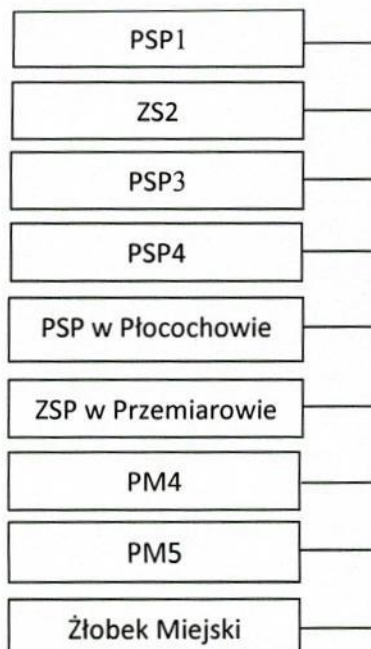 PSP1
ZS2
PSP3
PSP4
PSP w Płocochowie
ZSP w Przemiarowie
PM4
PM5
Żłobek Miejski